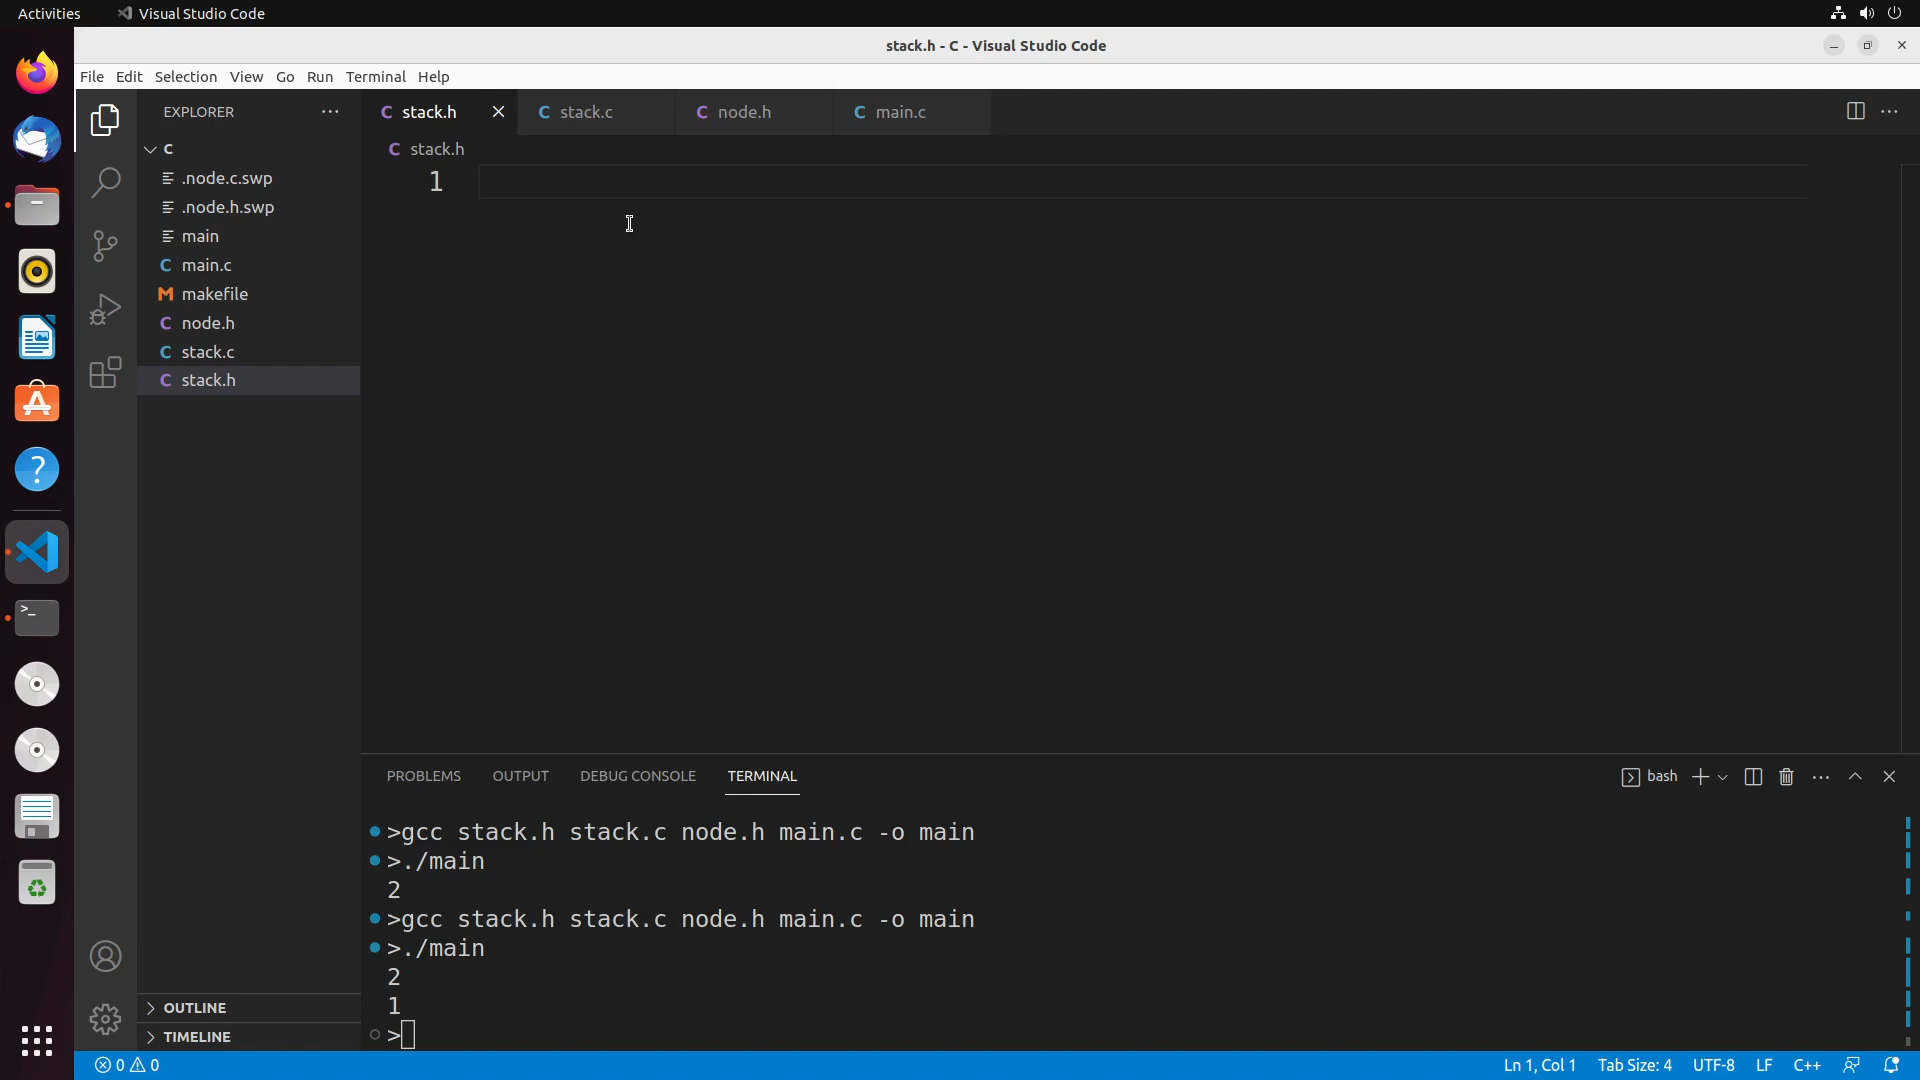 Activities Visual Studio Code
stack.h - C - Visual Studio Code
File Edit Selection View Go Run Terminal Help
EXPLORER
C stack.h C stack.c C node.h C main.c
C
C stack.h
1
.node.c.swp
.node.h.swp
main
C main.c
M makefile
C node.h
C stack.c
C stack.h
PROBLEMS OUTPUT DEBUG CONSOLE TERMINAL
bash
>gcc stack.h stack.c node.h main.c -o main
>./main
2
>gcc stack.h stack.c node.h main.c -o main
>./main
2
1
>
OUTLINE
TIMELINE
0 0
Ln 1, Col 1 Tab Size: 4 UTF-8 LF C++